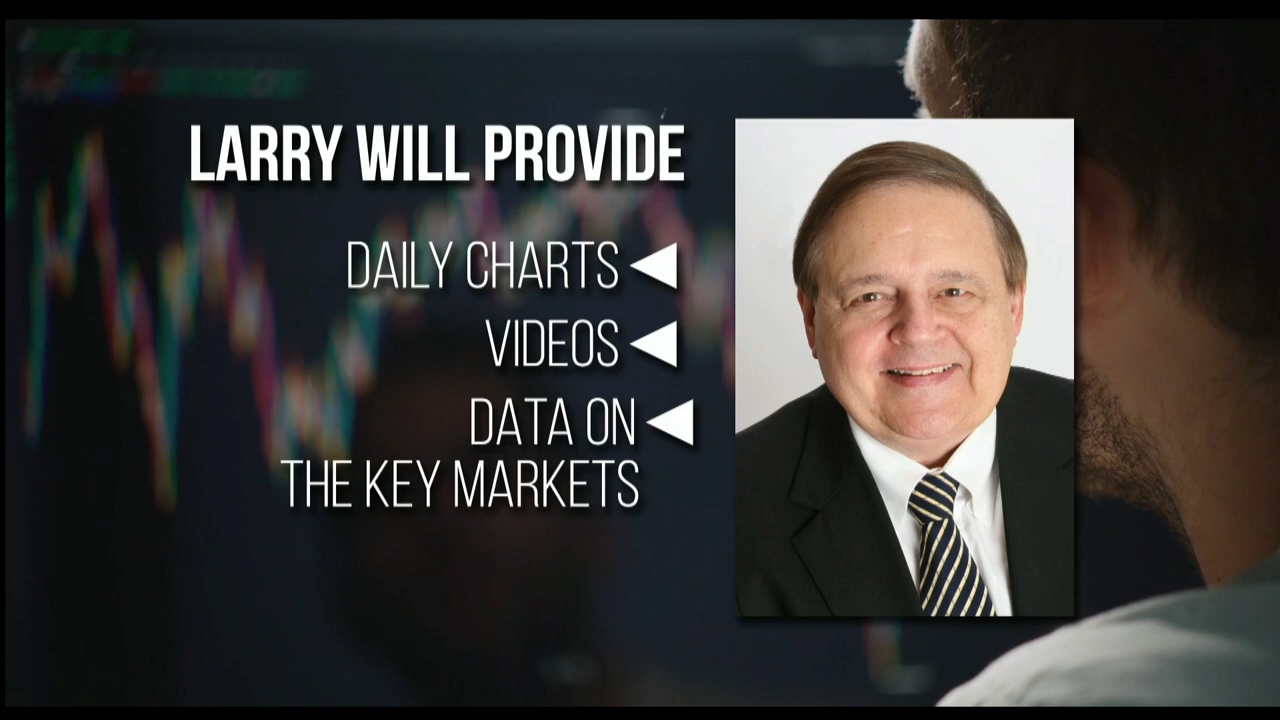 LARRY WILL PROVIDE
DAILY CHARTS
VIDEOS
DATA ON
THE KEY MARKETS